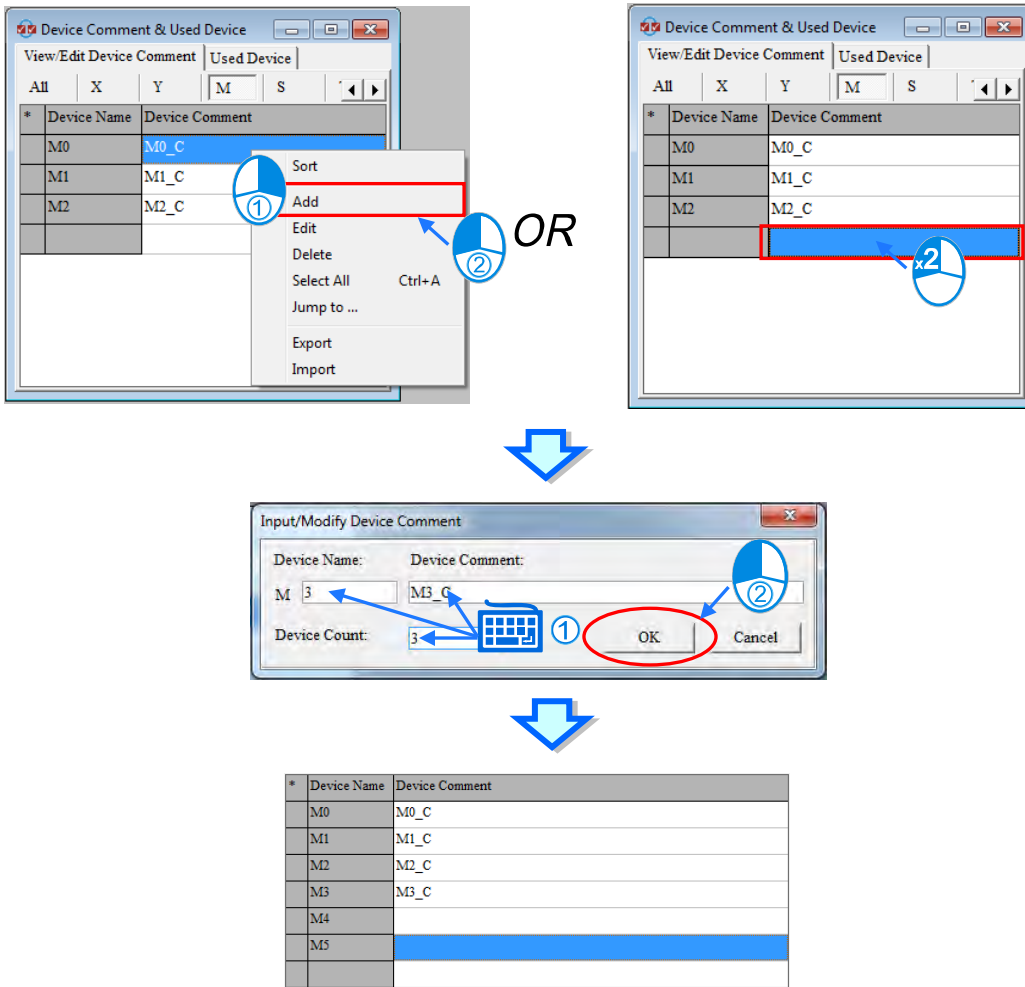 Device Comment & Used Device
View/Edit Device Comment Used Device
All X Y M S
* Device Name Device Comment
M0 M0_C
M1 M1_C
M2 M2_C
Sort
Add
Edit
Delete
Select All Ctrl+A
Jump to ...
Export
Import
①
②
OR
Device Comment & Used Device
View/Edit Device Comment Used Device
All X Y M S
* Device Name Device Comment
M0 M0_C
M1 M1_C
M2 M2_C
x2
Input/Modify Device Comment
Device Name: Device Comment:
M 3 M3_C
②
Device Count: 3 ① OK Cancel
* Device Name Device Comment
M0 M0_C
M1 M1_C
M2 M2_C
M3 M3_C
M4
M5